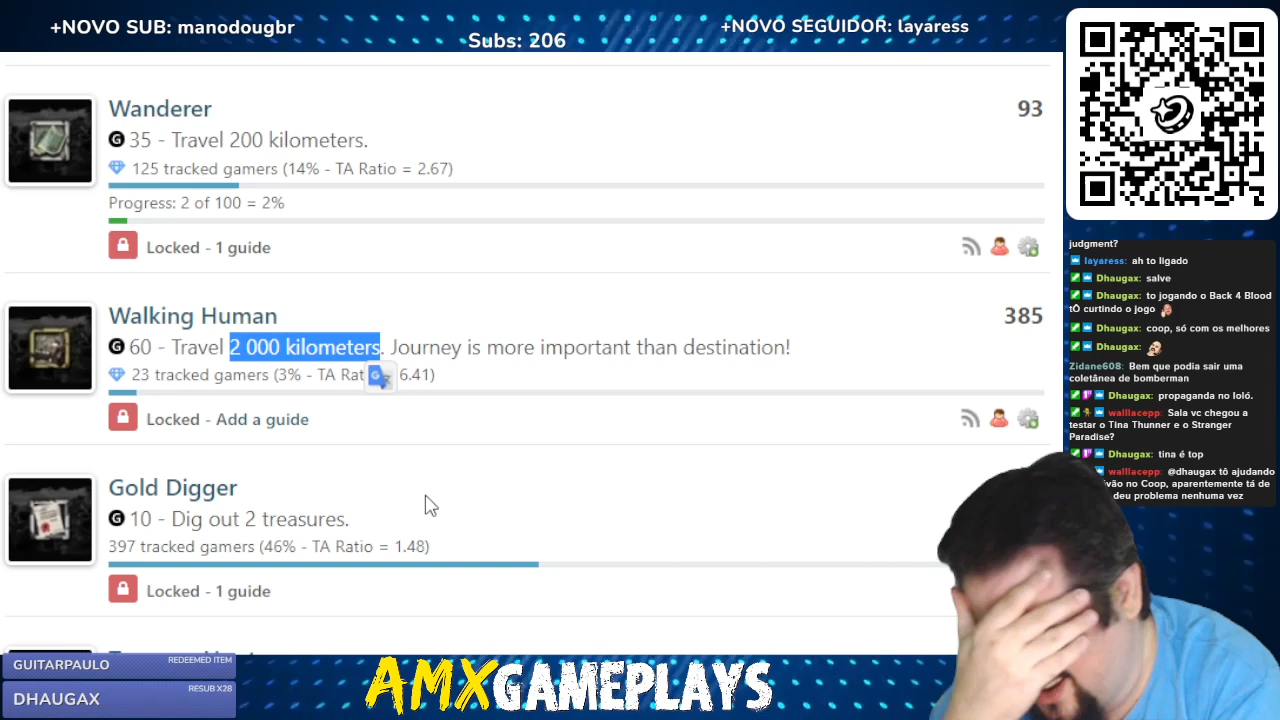 +NOVO SUB: manodougbr
Subs: 206
+NOVO SEGUIDOR: layaress
Wanderer
93
G 35 - Travel 200 kilometers.
125 tracked gamers (14% - TA Ratio = 2.67)
Progress: 2 of 100 = 2%
Locked - 1 guide
Walking Human
385
G 60 - Travel 2 000 kilometers. Journey is more important than destination!
23 tracked gamers (3% - TA Rat 6.41)
Locked - Add a guide
Gold Digger
G 10 - Dig out 2 treasures.
397 tracked gamers (46% - TA Ratio = 1.48)
Locked - 1 guide
judgment?
layaress: ah to ligado
Dhaugax: salve
Dhaugax: to jogando o Back 4 Blood
tÔ curtindo o jogo
Dhaugax: coop, só com os melhores
Dhaugax:
Zidane608: Bem que podia sair uma
coletânea de bomberman
Dhaugax: propaganda no loló.
walllacepp: Sala vc chegou a
testar o Tina Thunner e o Stranger
Paradise?
Dhaugax: tina é top
walllacepp: @dhaugax tô ajudando
vão no Coop, aparentemente tá de
deu problema nenhuma vez
GUITARPAULO
REDEEMED ITEM
DHAUGAX
RESUB X28
AMXGAMEPLAYS